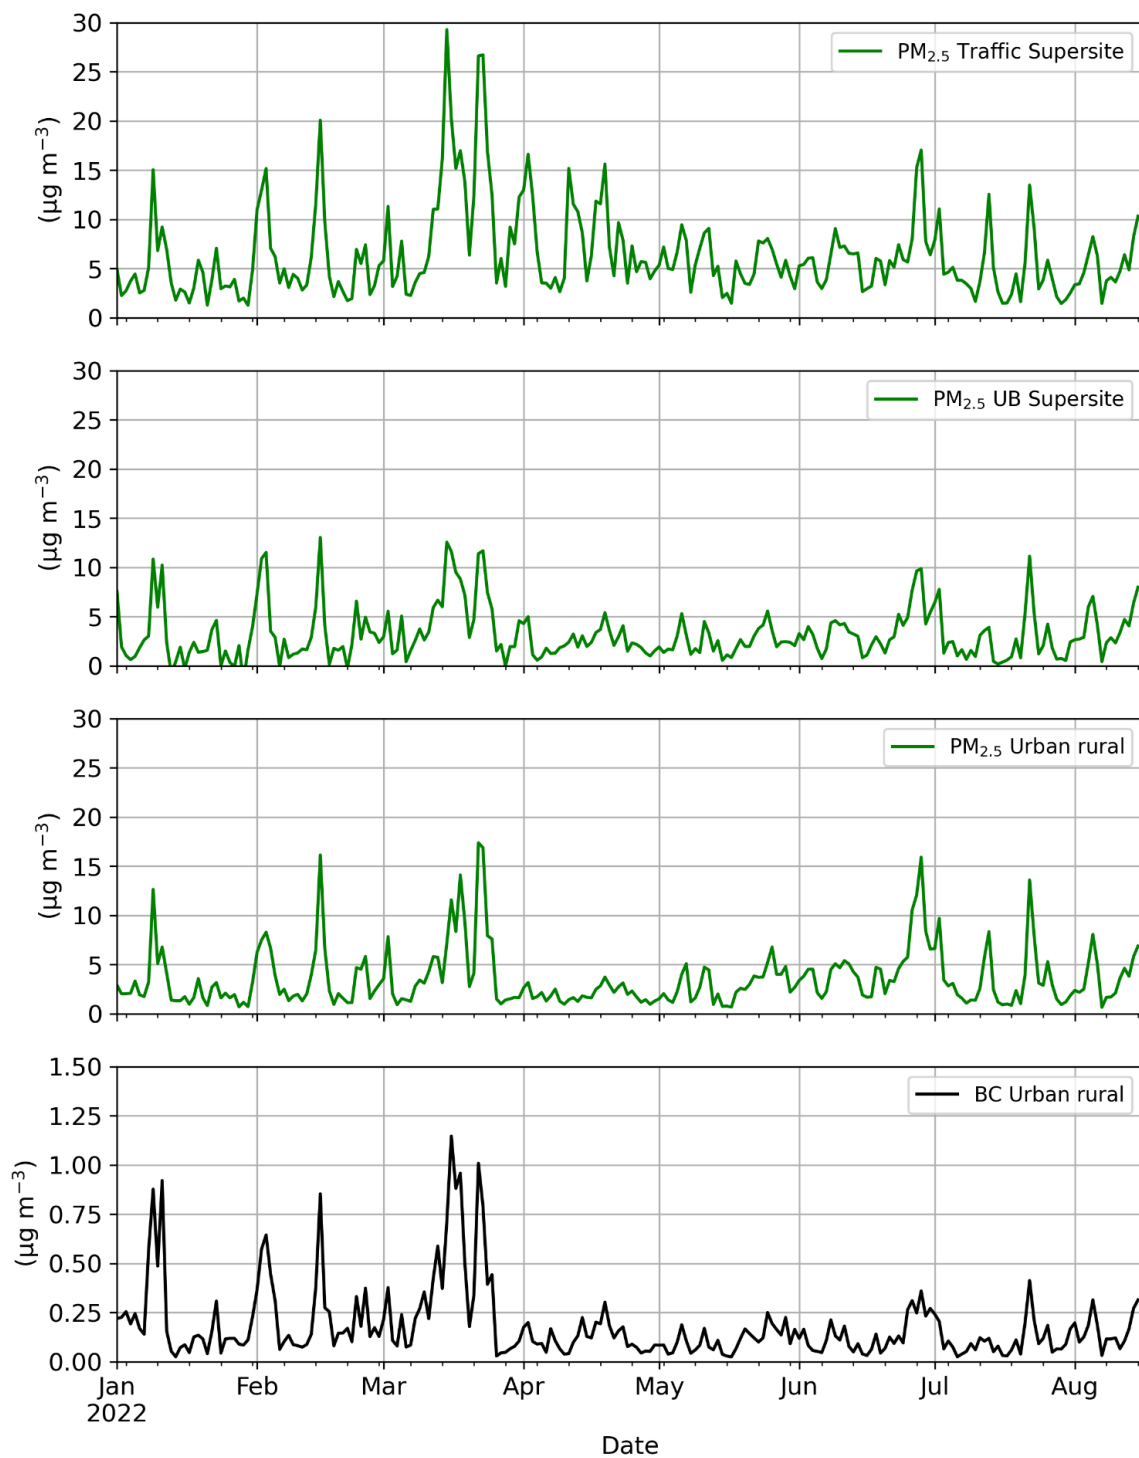 30
25
20
15
10
5
0
(µg m⁻³)
PM₂.₅ Traffic Supersite
30
25
20
15
10
5
0
(µg m⁻³)
PM₂.₅ UB Supersite
30
25
20
15
10
5
0
(µg m⁻³)
PM₂.₅ Urban rural
1.50
1.25
1.00
0.75
0.50
0.25
0.00
(µg m⁻³)
BC Urban rural
Jan Feb Mar Apr May Jun Jul Aug
2022
Date